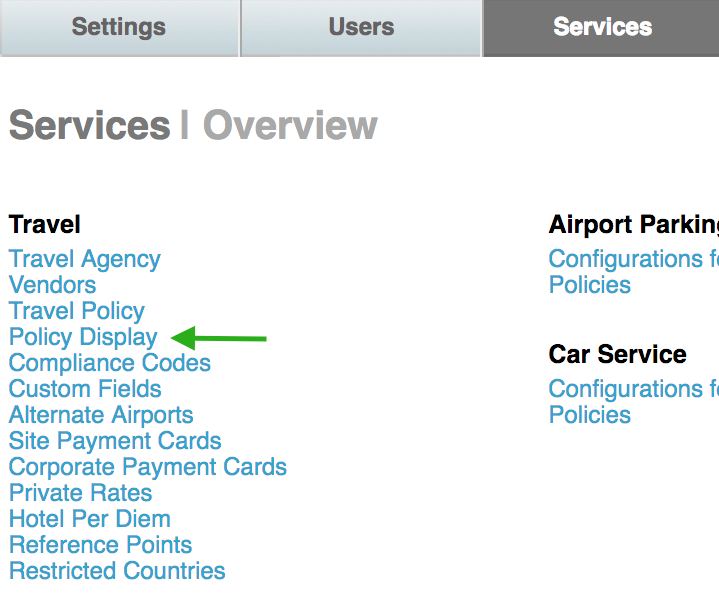 Settings
Users
Services
Services | Overview
Travel
Travel Agency
Vendors
Travel Policy
Policy Display
Compliance Codes
Custom Fields
Alternate Airports
Site Payment Cards
Corporate Payment Cards
Private Rates
Hotel Per Diem
Reference Points
Restricted Countries
Airport Parking
Configurations
Policies
Car Service
Configurations
Policies